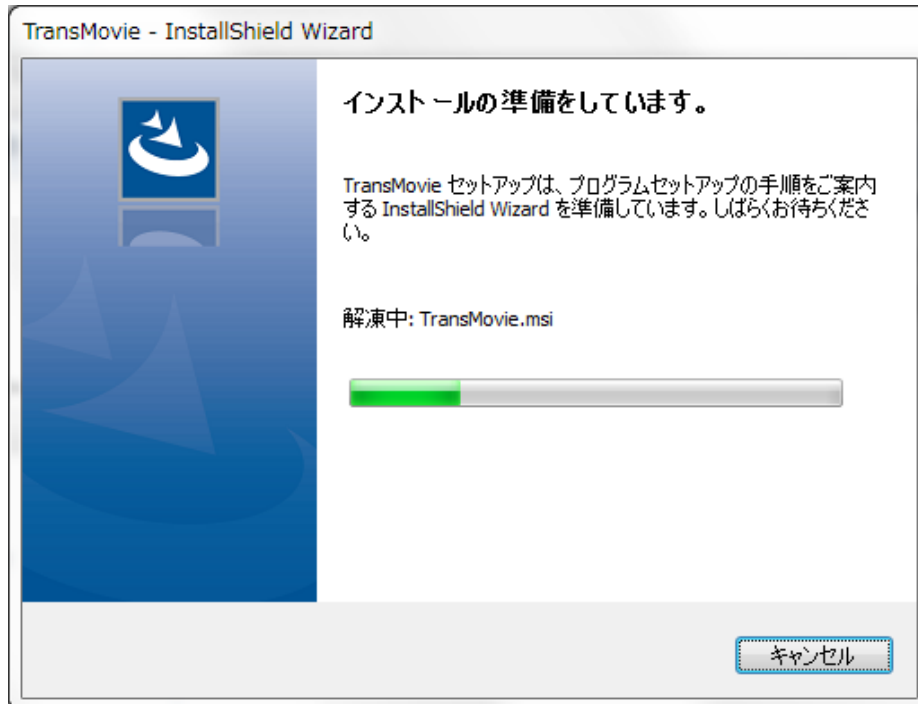 TransMovie - InstallShield Wizard
インストールの準備をしています。
TransMovie セットアップは、プログラムセットアップの手順をご案内
する InstallShield Wizard を準備しています。しばらくお待ちくださ
い。
解凍中: TransMovie.msi
キャンセル